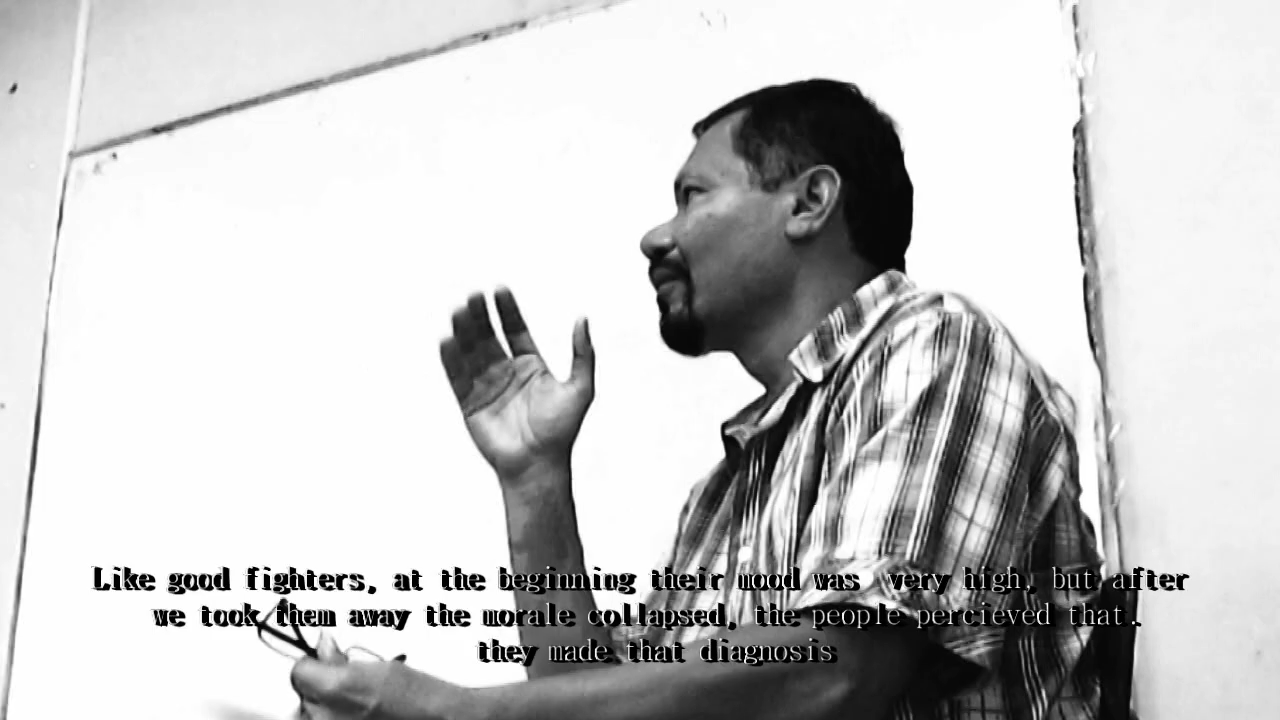 Like good fighters, at the beginning their mood was very high, but after
we took them away the morale collapsed, the people percieved that.
they made that diagnosis